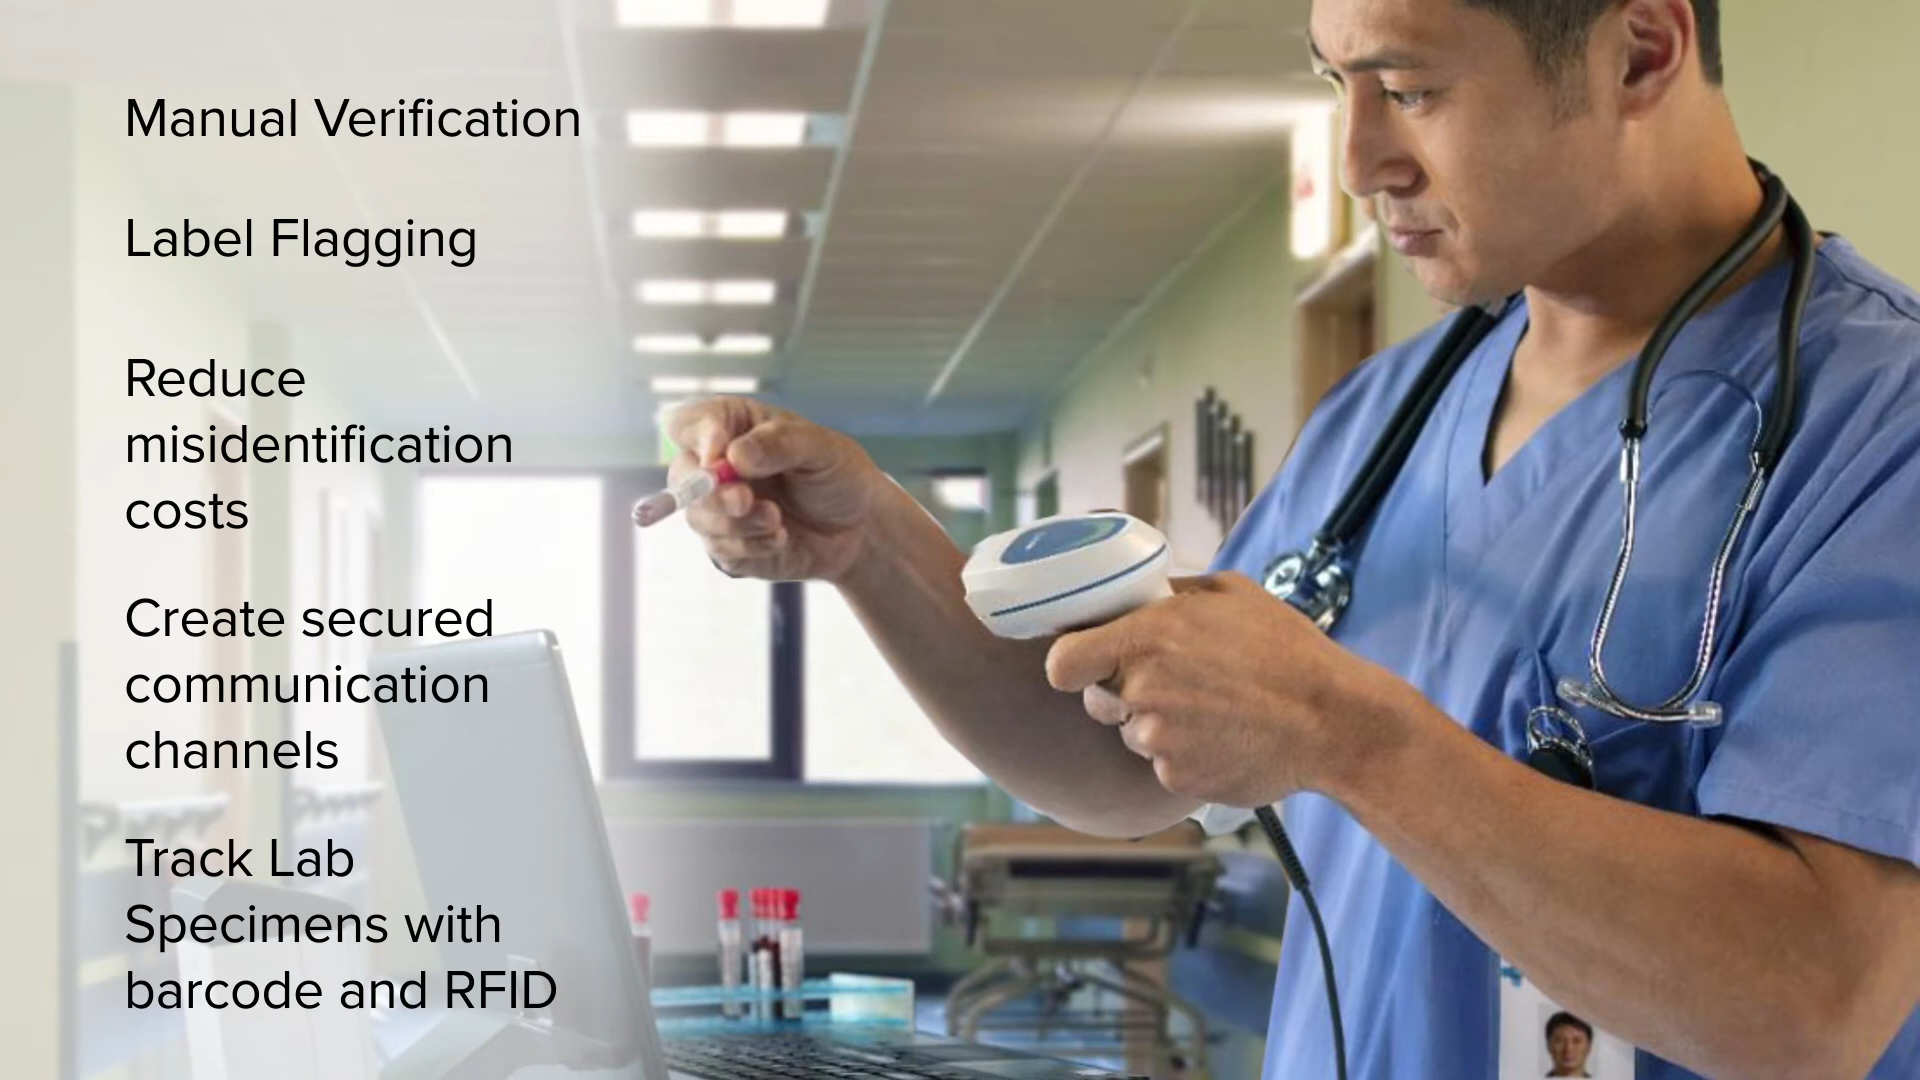 Manual Verification
Label Flagging
Reduce
misidentification
costs
Create secured
communication
channels
Track Lab
Specimens with
barcode and RFID